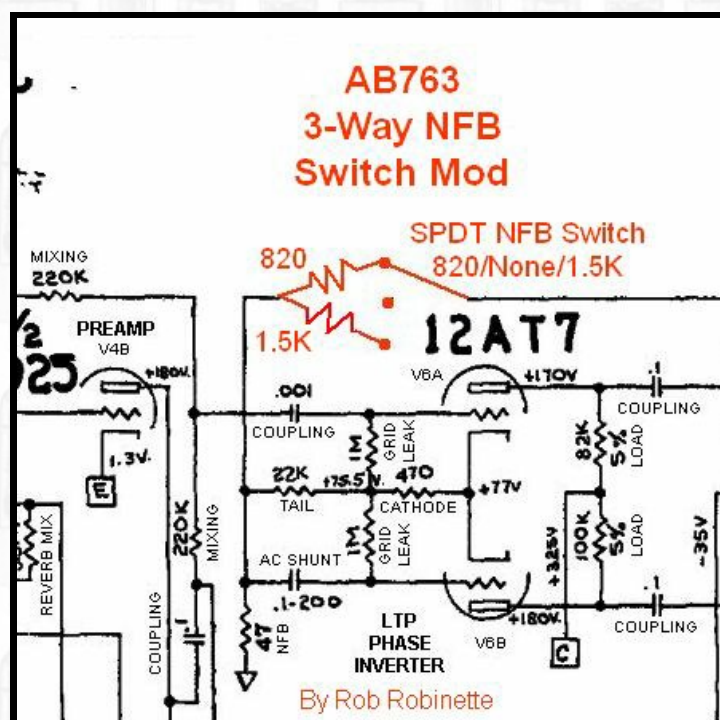 AB763
3-Way NFB
Switch Mod
SPDT NFB Switch
820/None/1.5K
820
1.5K
MIXING
220K
PREAMP
V4B
+180V.
12AT7
V6A
+170V
.1
COUPLING
.001
COUPLING
1M
GRID LEAK
82K
5%
LOAD
1.3V.
E
22K
TAIL
+75.5V.
470
CATHODE
+77V
220K
MIXING
REVERB MIX
1M
GRID LEAK
+325V
100K
5%
LOAD
-35V
AC SHUNT
.1-200
COUPLING
.1
47
NFB
LTP
PHASE
INVERTER
V6B
+180V.
.1
COUPLING
C
By Rob Robinette